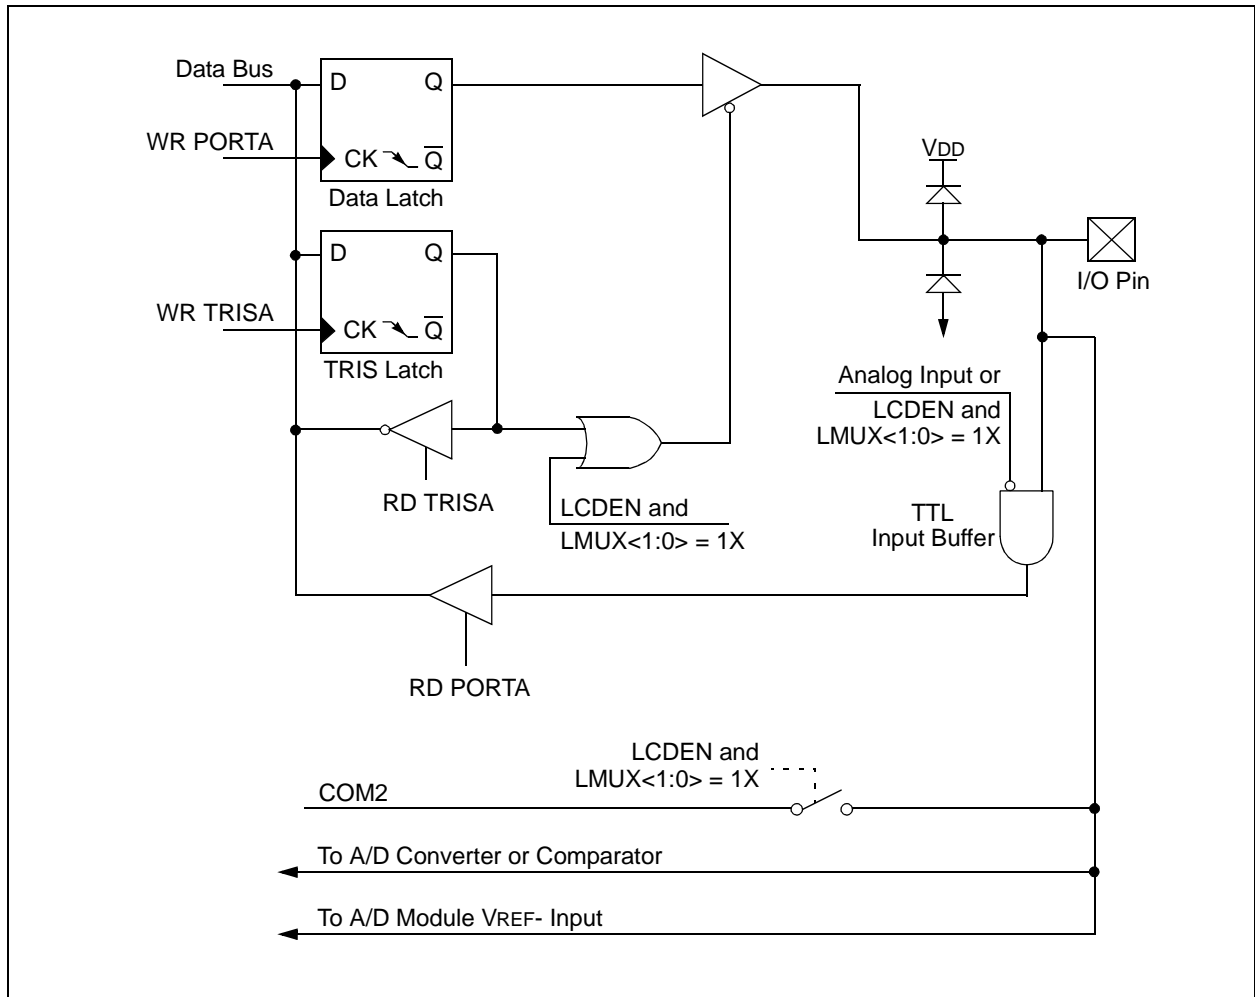 Data Bus
D Q
WR PORTA
CK Q̅
Data Latch
VDD
D Q
I/O Pin
WR TRISA
CK Q̅
TRIS Latch
Analog Input or
LCDEN and
LMUX<1:0> = 1X
RD TRISA
LCDEN and
LMUX<1:0> = 1X
TTL
Input Buffer
RD PORTA
LCDEN and
LMUX<1:0> = 1X
COM2
To A/D Converter or Comparator
To A/D Module VREF- Input